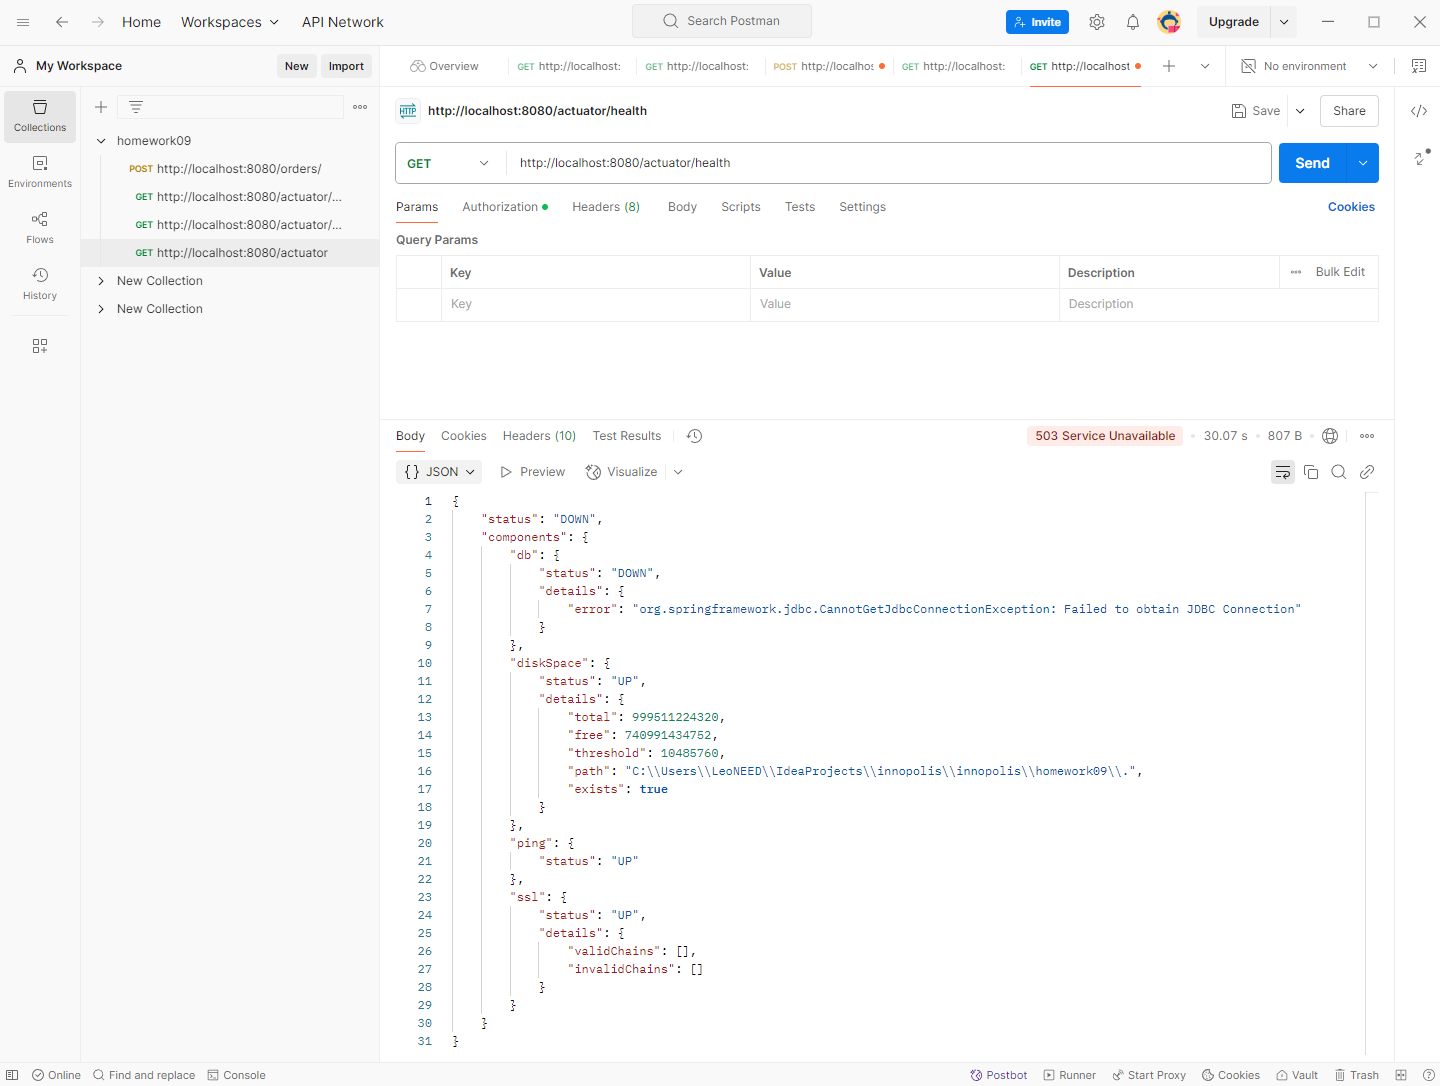 Home
Workspaces
API Network
Search Postman
Invite
Upgrade
My Workspace
New
Import
Overview
GET http://localhost:
GET http://localhost:
POST http://localhos
GET http://localhost:
GET http://localhost
No environment
Collections
Environments
Flows
History
homework09
POST http://localhost:8080/orders/
GET http://localhost:8080/actuator/...
GET http://localhost:8080/actuator/...
GET http://localhost:8080/actuator
New Collection
New Collection
HTTP http://localhost:8080/actuator/health
Save
Share
GET http://localhost:8080/actuator/health
Send
Params Authorization Headers (8) Body Scripts Tests Settings Cookies
Query Params
Key Value Description Bulk Edit
Key Value Description
Body Cookies Headers (10) Test Results 503 Service Unavailable 30.07 s 807 B
{} JSON Preview Visualize
1 {
2 "status": "DOWN",
3 "components": {
4 "db": {
5 "status": "DOWN",
6 "details": {
7 "error": "org.springframework.jdbc.CannotGetJdbcConnectionException: Failed to obtain JDBC Connection"
8 }
9 },
10 "diskSpace": {
11 "status": "UP",
12 "details": {
13 "total": 999511224320,
14 "free": 740991434752,
15 "threshold": 10485760,
16 "path": "C:\\Users\\LeoNEED\\IdeaProjects\\innopolis\\innopolis\\homework09\\.",
17 "exists": true
18 }
19 },
20 "ping": {
21 "status": "UP"
22 },
23 "ssl": {
24 "status": "UP",
25 "details": {
26 "validChains": [],
27 "invalidChains": []
28 }
29 }
30 }
31 }
Online Find and replace Console Postbot Runner Start Proxy Cookies Vault Trash